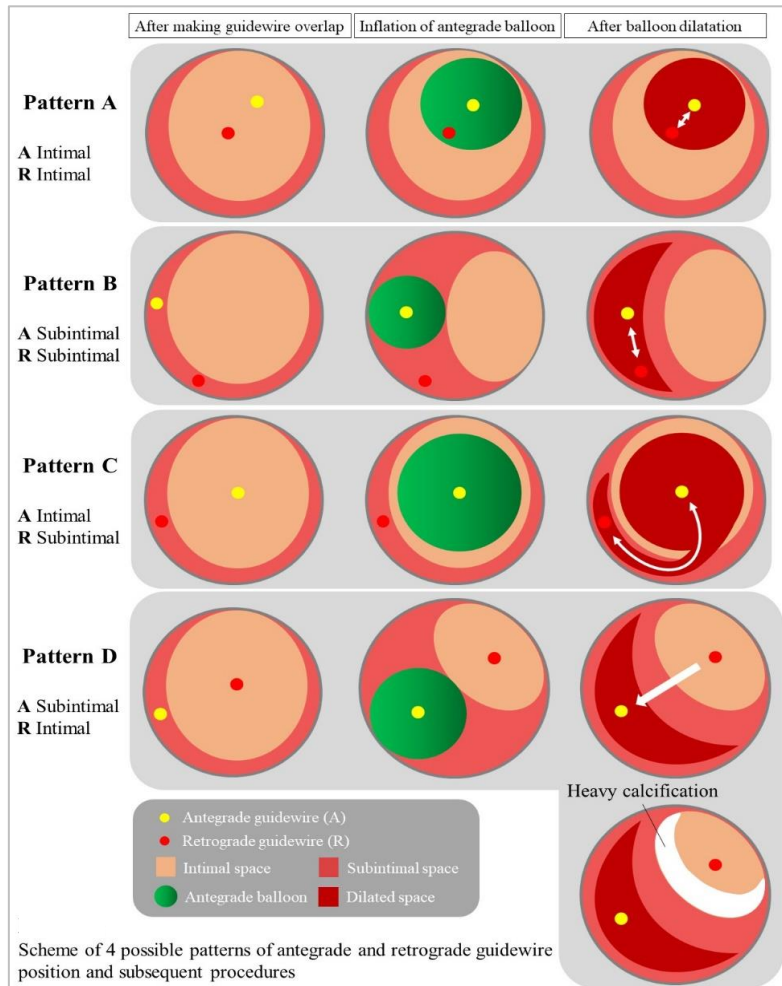 After making guidewire overlap
Inflation of antegrade balloon
After balloon dilatation
Pattern A
A Intimal
R Intimal
Pattern B
A Subintimal
R Subintimal
Pattern C
A Intimal
R Subintimal
Pattern D
A Subintimal
R Intimal
Heavy calcification
Antegrade guidewire (A)
Retrograde guidewire (R)
Intimal space
Subintimal space
Antegrade balloon
Dilated space
Scheme of 4 possible patterns of antegrade and retrograde guidewire
position and subsequent procedures